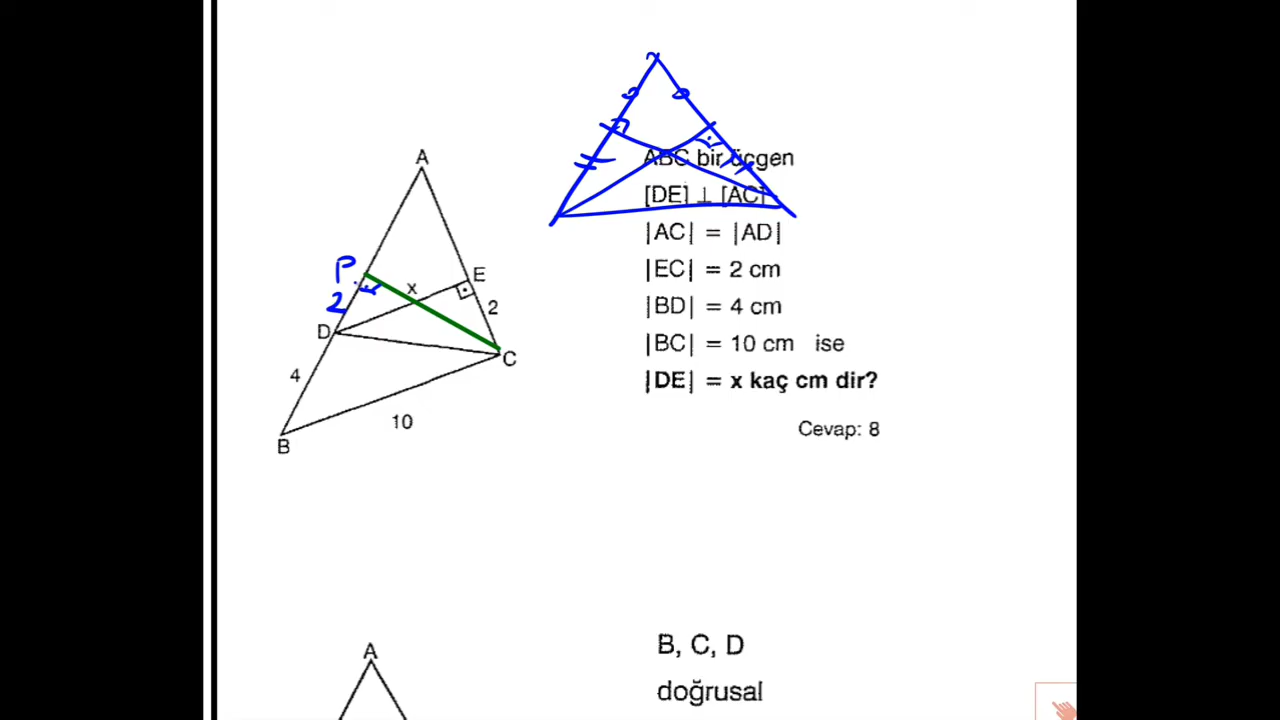 A
P
2
x
E
2
D
C
4
10
B
ABC bir üçgen
[DE] ⊥ [AC]
|AC| = |AD|
|EC| = 2 cm
|BD| = 4 cm
|BC| = 10 cm ise
|DE| = x kaç cm dir?
Cevap: 8
A
B, C, D
doğrusal